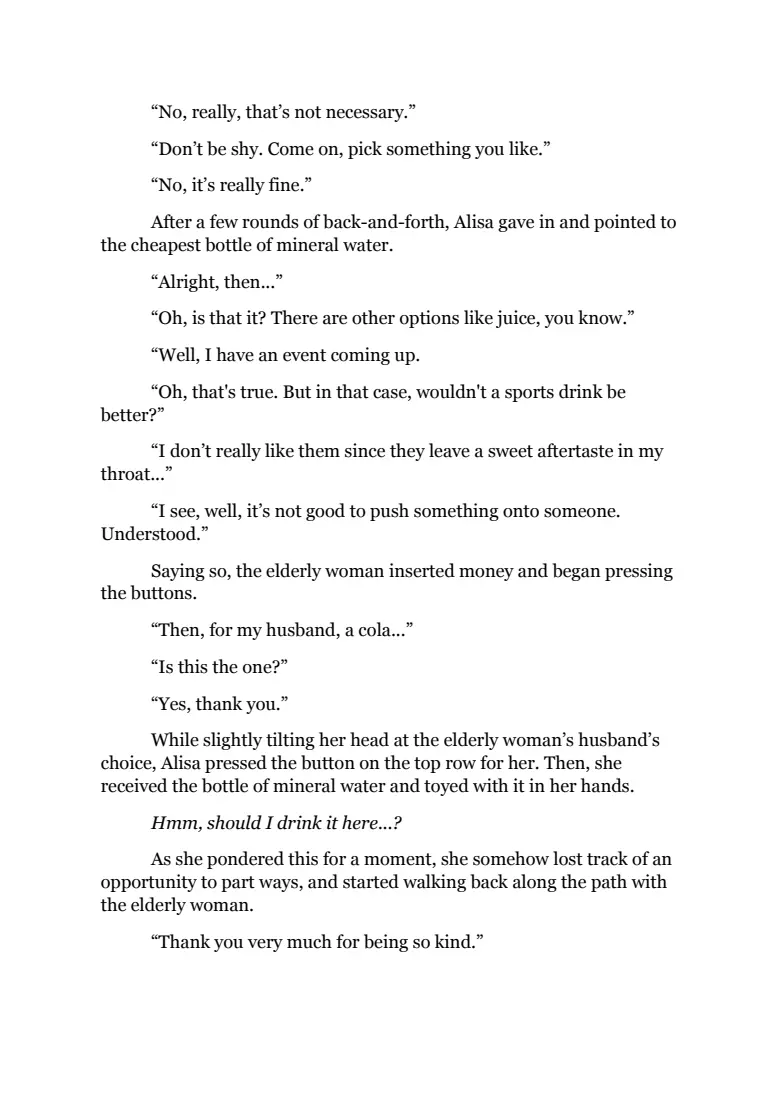 “No, really, that’s not necessary.”
“Don’t be shy. Come on, pick something you like.”
“No, it’s really fine.”
After a few rounds of back-and-forth, Alisa gave in and pointed to
the cheapest bottle of mineral water.
“Alright, then...”
“Oh, is that it? There are other options like juice, you know.”
“Well, I have an event coming up.
“Oh, that's true. But in that case, wouldn't a sports drink be
better?”
“I don’t really like them since they leave a sweet aftertaste in my
throat...”
“I see, well, it’s not good to push something onto someone.
Understood.”
Saying so, the elderly woman inserted money and began pressing
the buttons.
“Then, for my husband, a cola...”
“Is this the one?”
“Yes, thank you.”
While slightly tilting her head at the elderly woman’s husband’s
choice, Alisa pressed the button on the top row for her. Then, she
received the bottle of mineral water and toyed with it in her hands.
Hmm, should I drink it here...?
As she pondered this for a moment, she somehow lost track of an
opportunity to part ways, and started walking back along the path with
the elderly woman.
“Thank you very much for being so kind.”